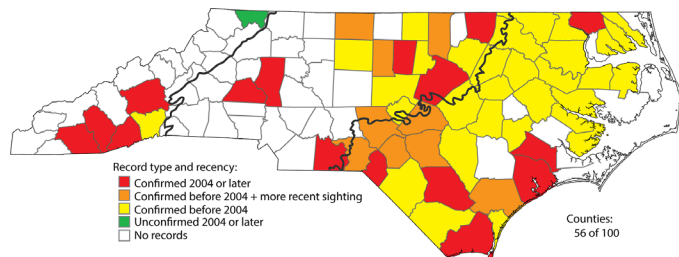 Record type and recency:
Confirmed 2004 or later
Confirmed before 2004 + more recent sighting
Confirmed before 2004
Unconfirmed 2004 or later
No records
Counties:
56 of 100